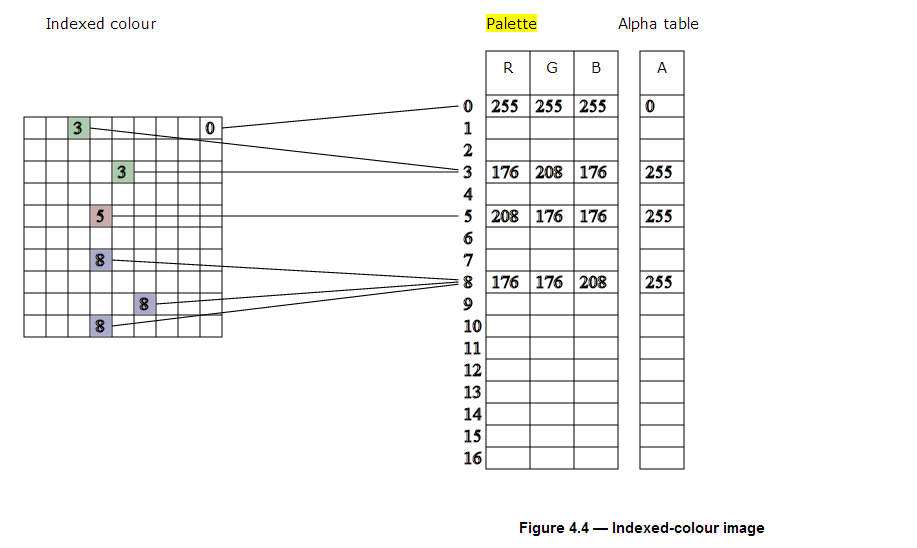 Indexed colour Palette Alpha table
R G B A
0 255 255 255 0
3 0 1
2
3 3 176 208 176 255
4
5 5 208 176 176 255
6
8 7
8 176 176 208 255
8 9
8 10
11
12
13
14
15
16
Figure 4.4 — Indexed-colour image